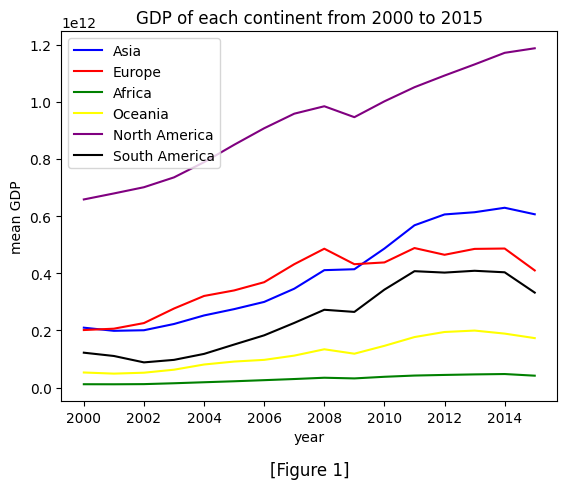 GDP of each continent from 2000 to 2015
1e12
1.2
1.0
0.8
0.6
0.4
0.2
0.0
mean GDP
Asia
Europe
Africa
Oceania
North America
South America
2000 2002 2004 2006 2008 2010 2012 2014
year
[Figure 1]